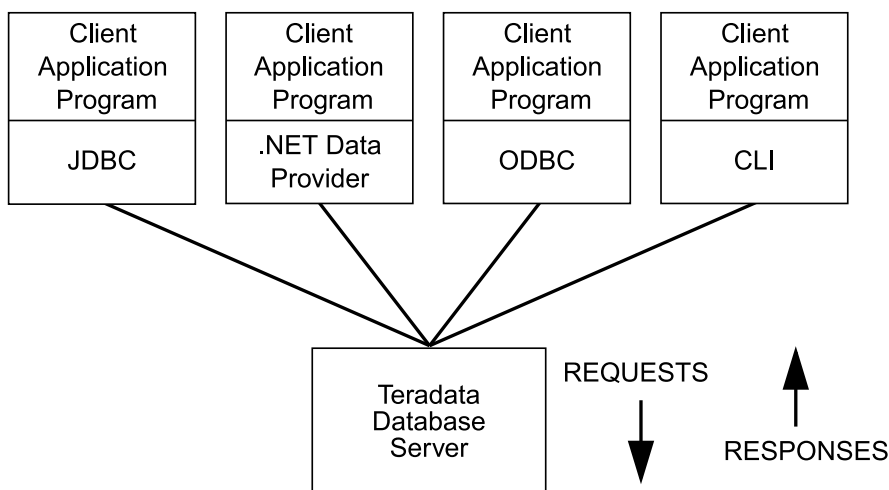 Client
Application
Program
JDBC
Client
Application
Program
.NET Data
Provider
Client
Application
Program
ODBC
Client
Application
Program
CLI
Teradata
Database
Server
REQUESTS
RESPONSES